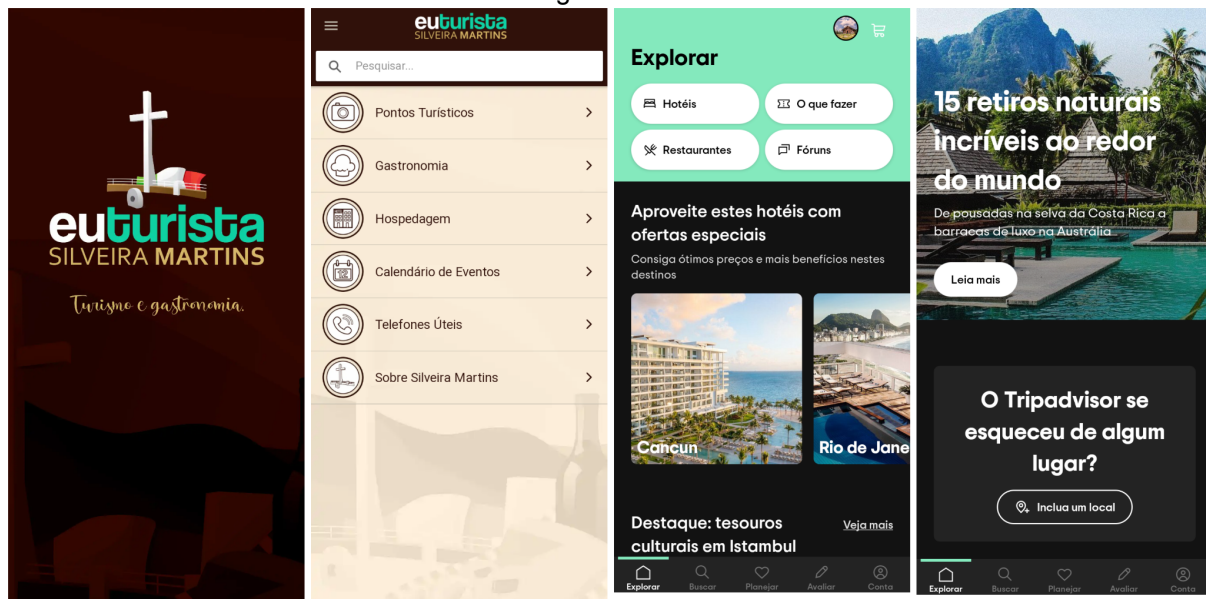 euturista
SILVEIRA MARTINS
Turismo e gastronomia.
euturista
SILVEIRA MARTINS
Pesquisar...
Pontos Turísticos
Gastronomia
Hospedagem
12
Calendário de Eventos
Telefones Úteis
Sobre Silveira Martins
Explorar
Hotéis
O que fazer
Restaurantes
Fóruns
Aproveite estes hotéis com
ofertas especiais
Consiga ótimos preços e mais benefícios nestes
destinos
Cancun
Rio de Jane
Destaque: tesouros
culturais em Istambul
Veja mais
Explorar
Buscar
Planejar
Avaliar
Conta
15 retiros naturais
incríveis ao redor
do mundo
De pousadas na selva da Costa Rica a
barracas de luxo na Austrália
Leia mais
O Tripadvisor se
esqueceu de algum
lugar?
Inclua um local
Explorar
Buscar
Planejar
Avaliar
Conta